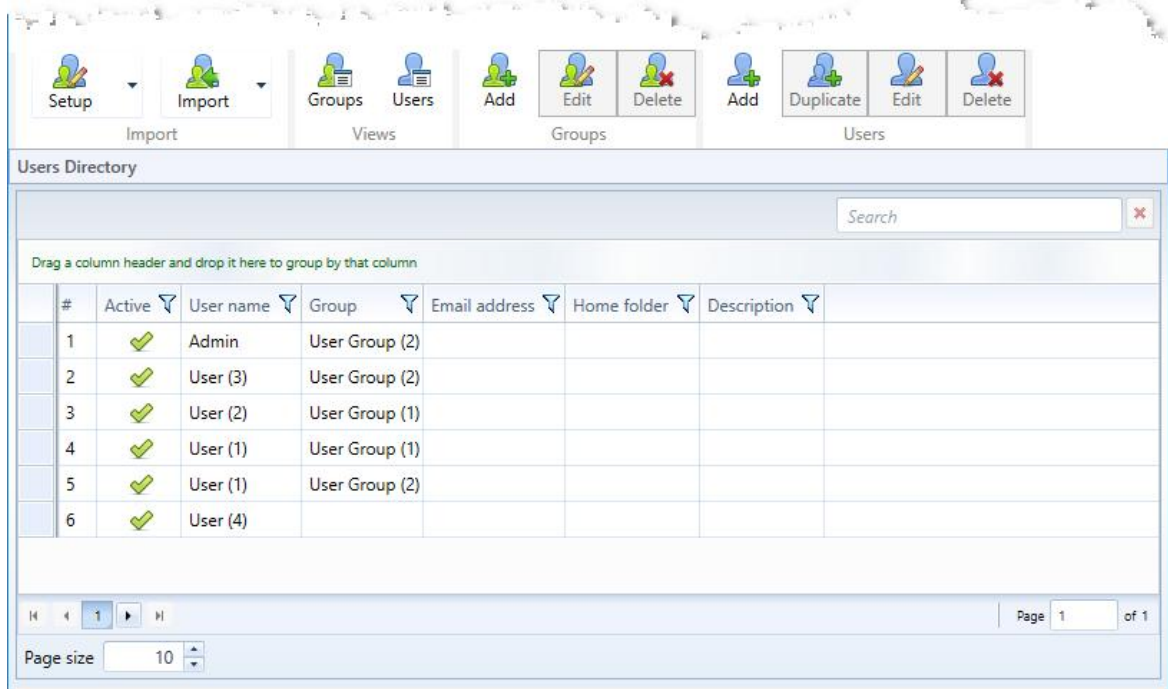 Setup Import Groups Users Add Edit Delete Add Duplicate Edit Delete
Import Views Groups Users
Users Directory
Search
Drag a column header and drop it here to group by that column
# Active User name Group Email address Home folder Description
1 Admin User Group (2)
2 User (3) User Group (2)
3 User (2) User Group (1)
4 User (1) User Group (1)
5 User (1) User Group (2)
6 User (4)
1 Page 1 of 1
Page size 10